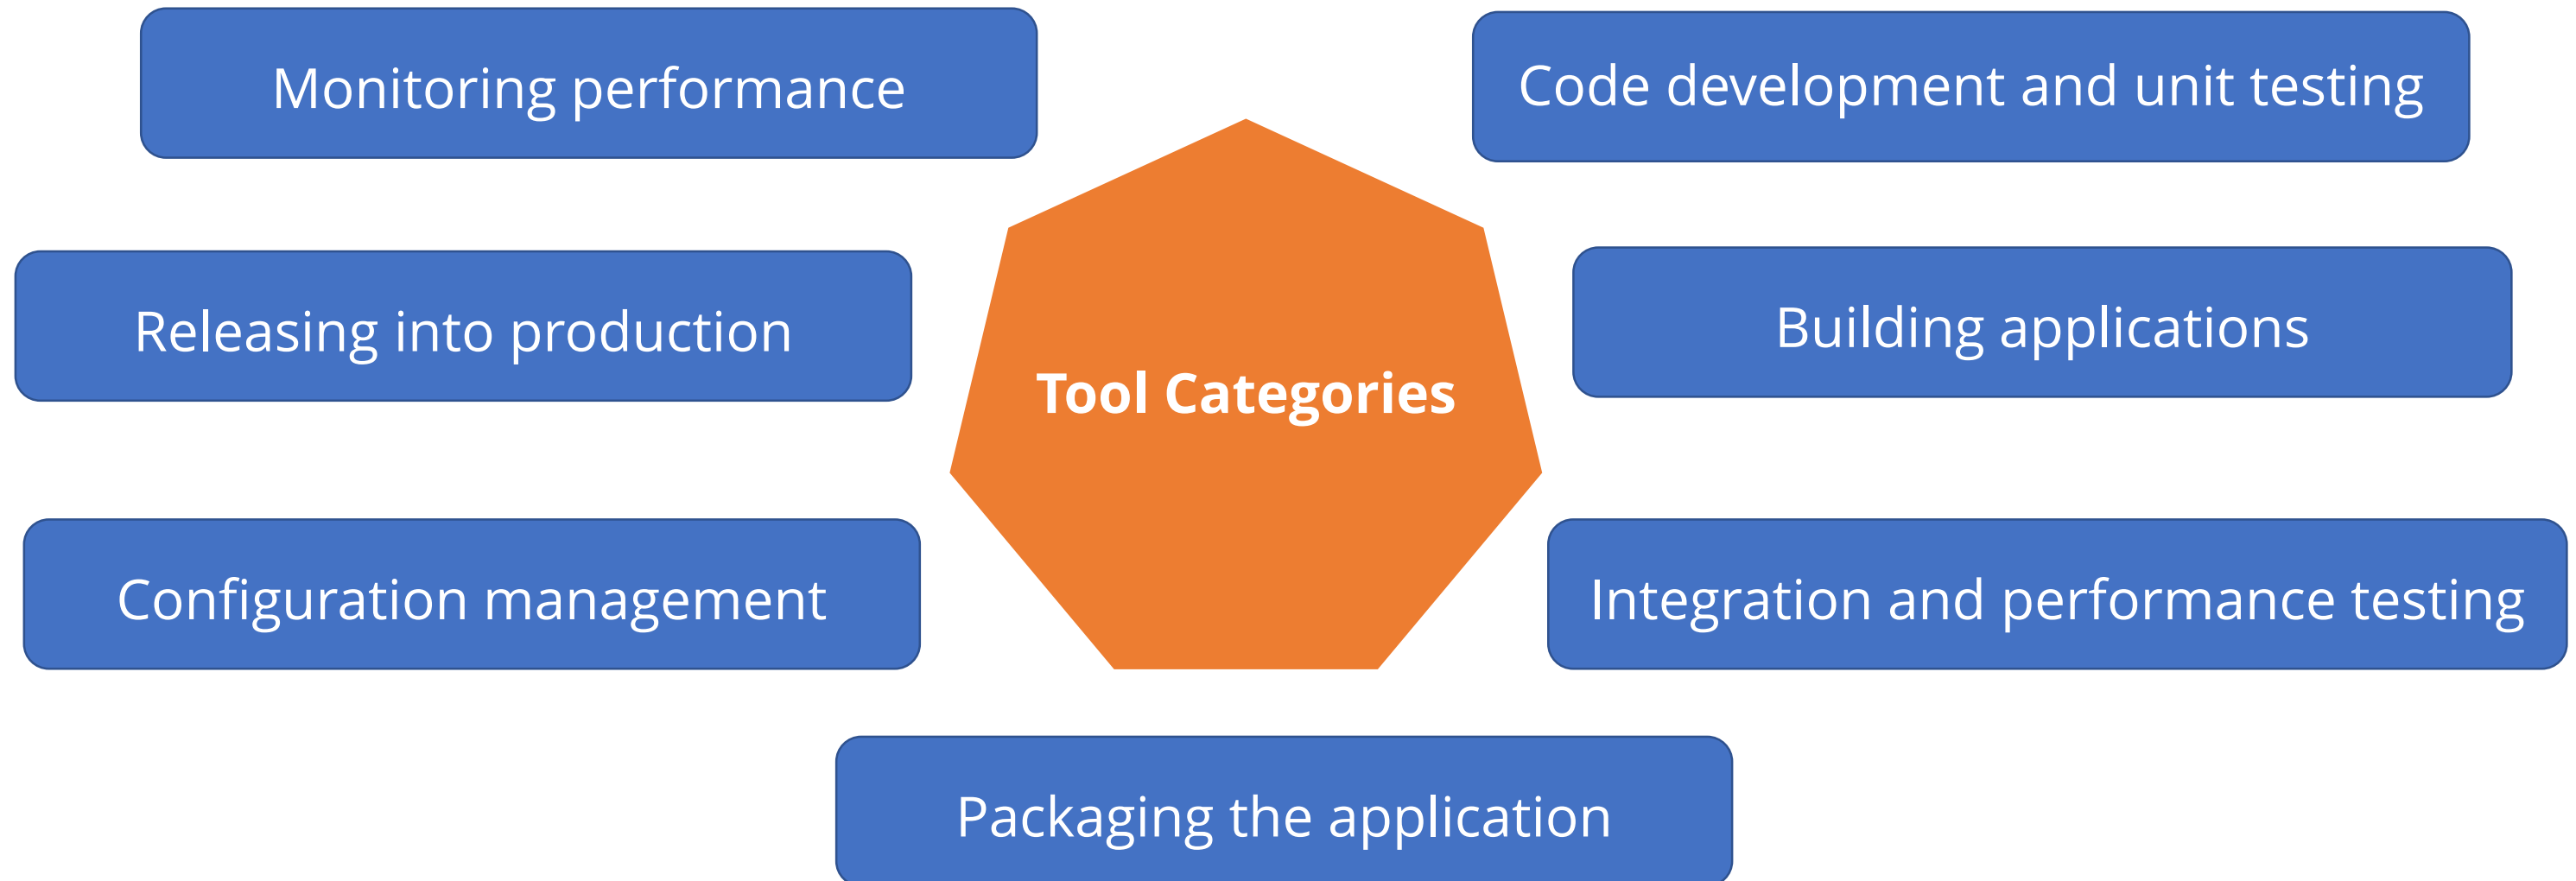 Monitoring performance
Code development and unit testing
Releasing into production
Building applications
Tool Categories
Configuration management
Integration and performance testing
Packaging the application